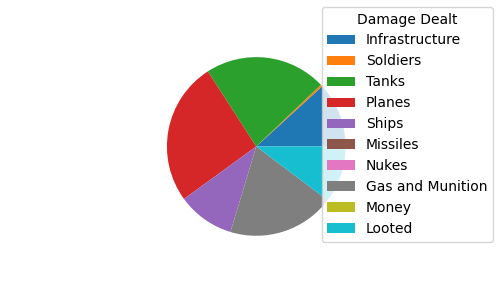 Damage Dealt
Infrastructure
Soldiers
Tanks
Planes
Ships
Missiles
Nukes
Gas and Munition
Money
Looted